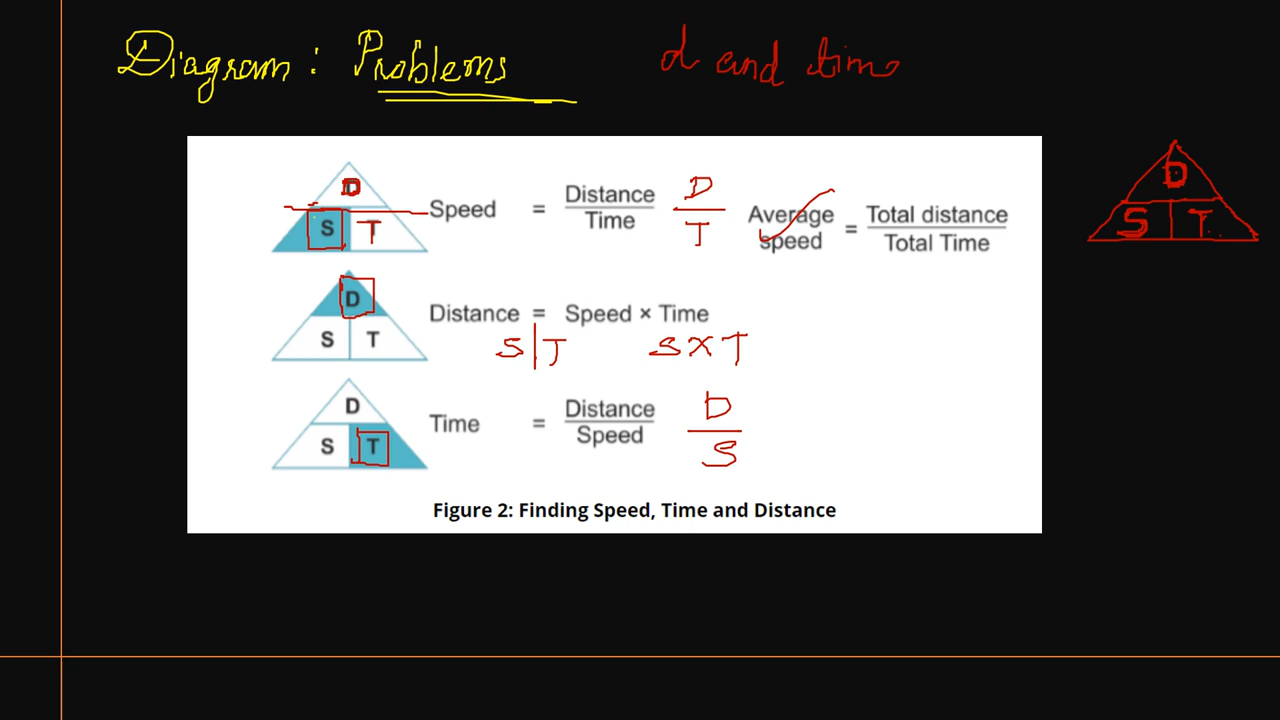 Diagram: Problems
d and time
D
S T
Speed = Distance / Time
D / T
Average speed = Total distance / Total Time
D
S T
D
S T
Distance = Speed × Time
S | T
S X T
D
S T
Time = Distance / Speed
D / S
Figure 2: Finding Speed, Time and Distance